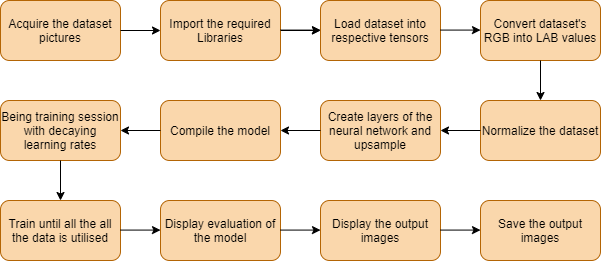 Acquire the dataset
pictures
Import the required
Libraries
Load dataset into
respective tensors
Convert dataset's
RGB into LAB values
Normalize the dataset
Create layers of the
neural network and
upsample
Compile the model
Being training session
with decaying
learning rates
Train until all the all
the data is utilised
Display evaluation of
the model
Display the output
images
Save the output
images